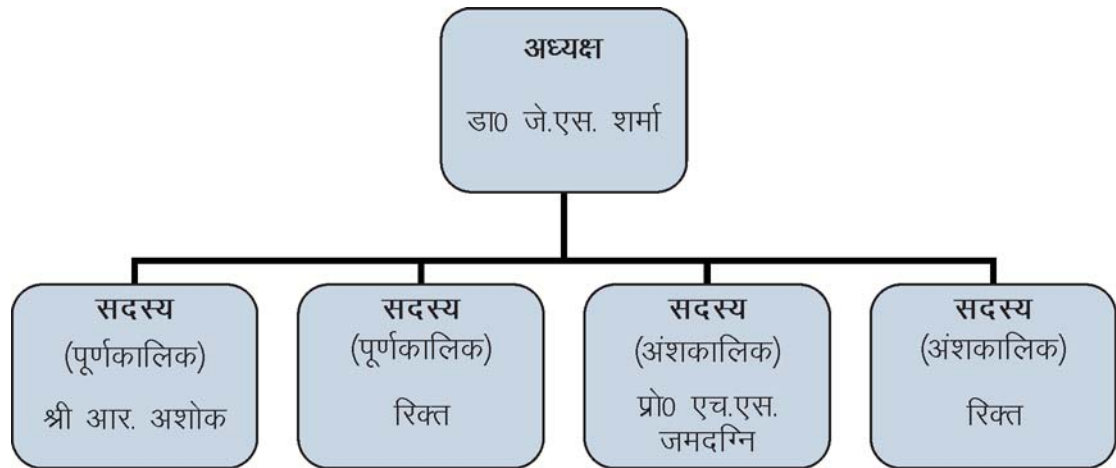 अध्यक्ष
डा0 जे.एस. शर्मा
सदस्य
(पूर्णकालिक)
श्री आर. अशोक
सदस्य
(पूर्णकालिक)
रिक्त
सदस्य
(अंशकालिक)
प्रो0 एच.एस.
जमदग्नि
सदस्य
(अंशकालिक)
रिक्त